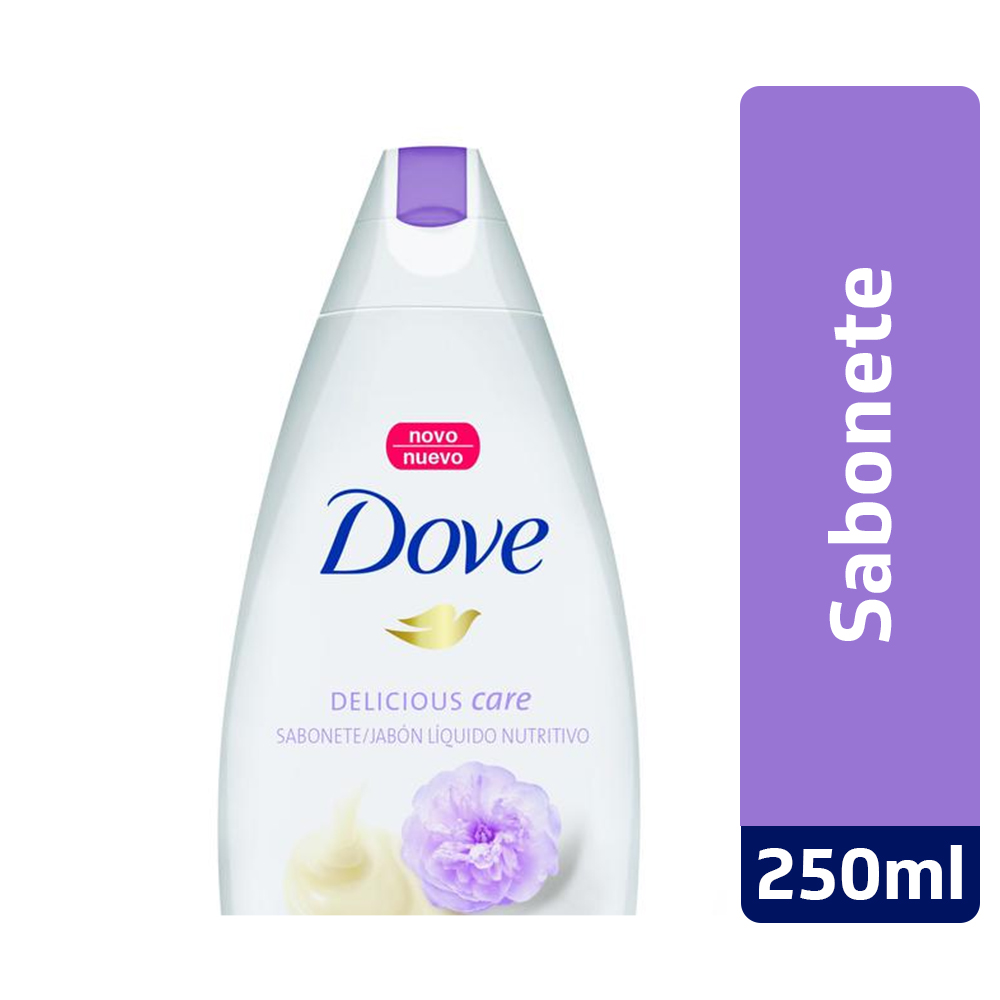 novo
nuevo
Dove
DELICIOUS care
SABONETE/JABÓN LÍQUIDO NUTRITIVO
Sabonete
250ml